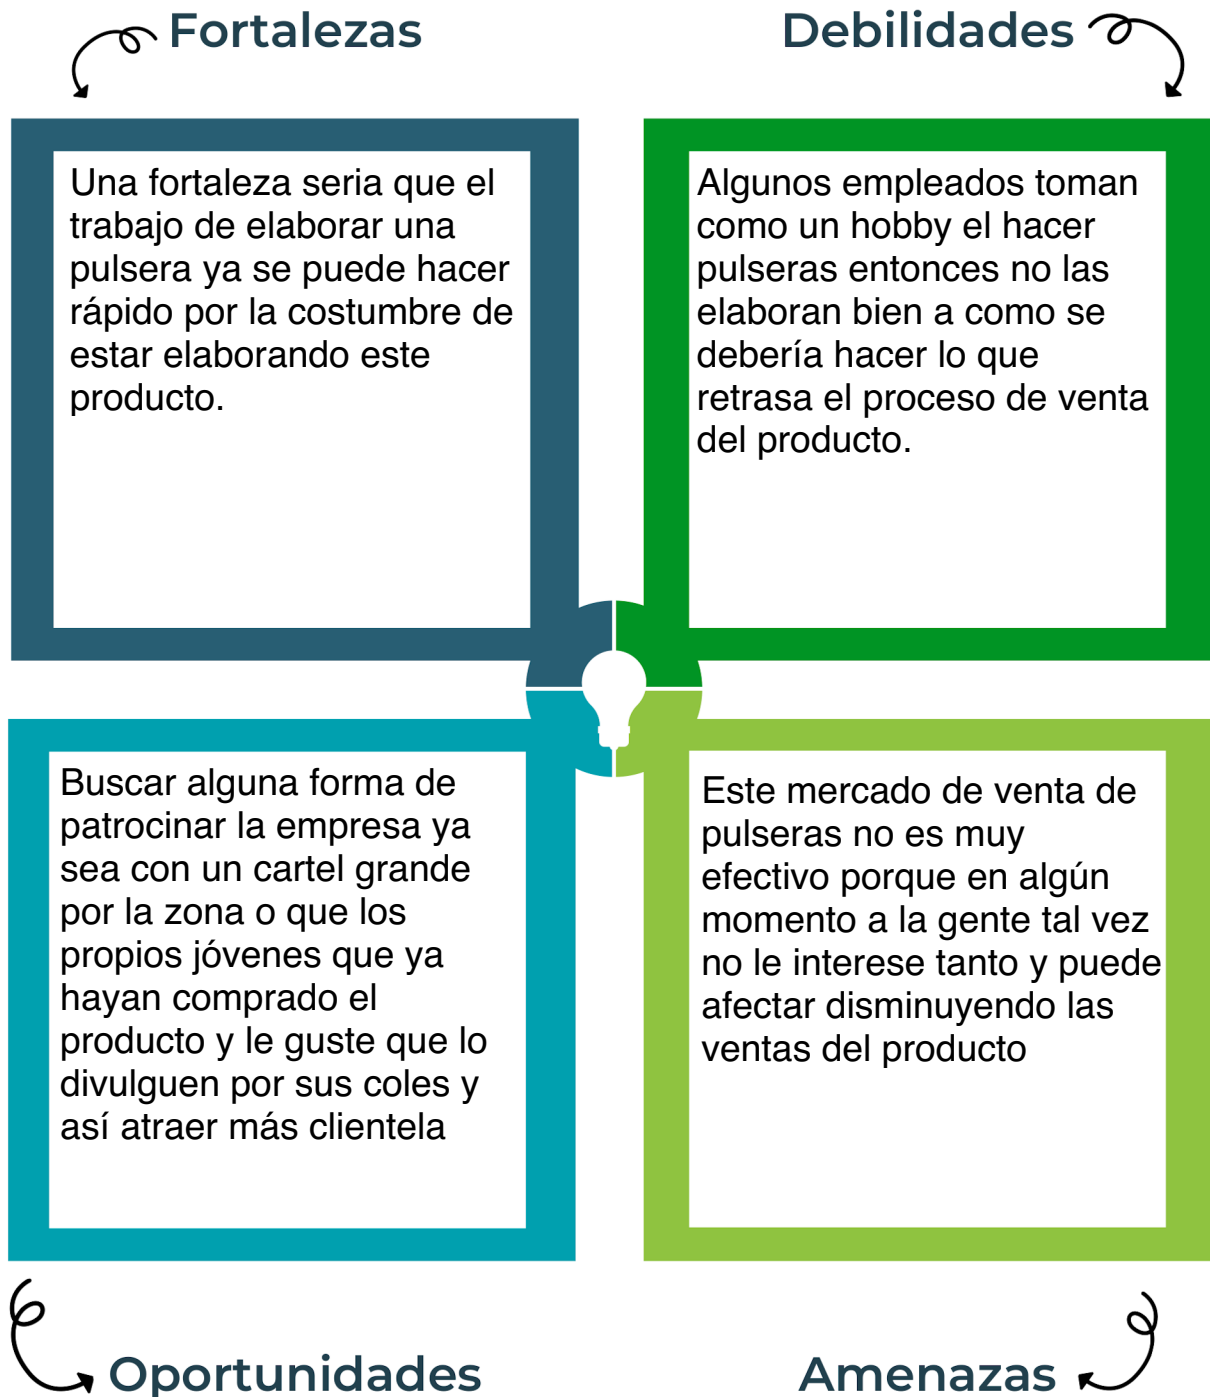 Fortalezas
Una fortaleza seria que el
trabajo de elaborar una
pulsera ya se puede hacer
rápido por la costumbre de
estar elaborando este
producto.
Debilidades
Algunos empleados toman
como un hobby el hacer
pulseras entonces no las
elaboran bien a como se
debería hacer lo que
retrasa el proceso de venta
del producto.
Buscar alguna forma de
patrocinar la empresa ya
sea con un cartel grande
por la zona o que los
propios jóvenes que ya
hayan comprado el
producto y le guste que lo
divulguen por sus coles y
así atraer más clientela
Oportunidades
Este mercado de venta de
pulseras no es muy
efectivo porque en algún
momento a la gente tal vez
no le interese tanto y puede
afectar disminuyendo las
ventas del producto
Amenazas